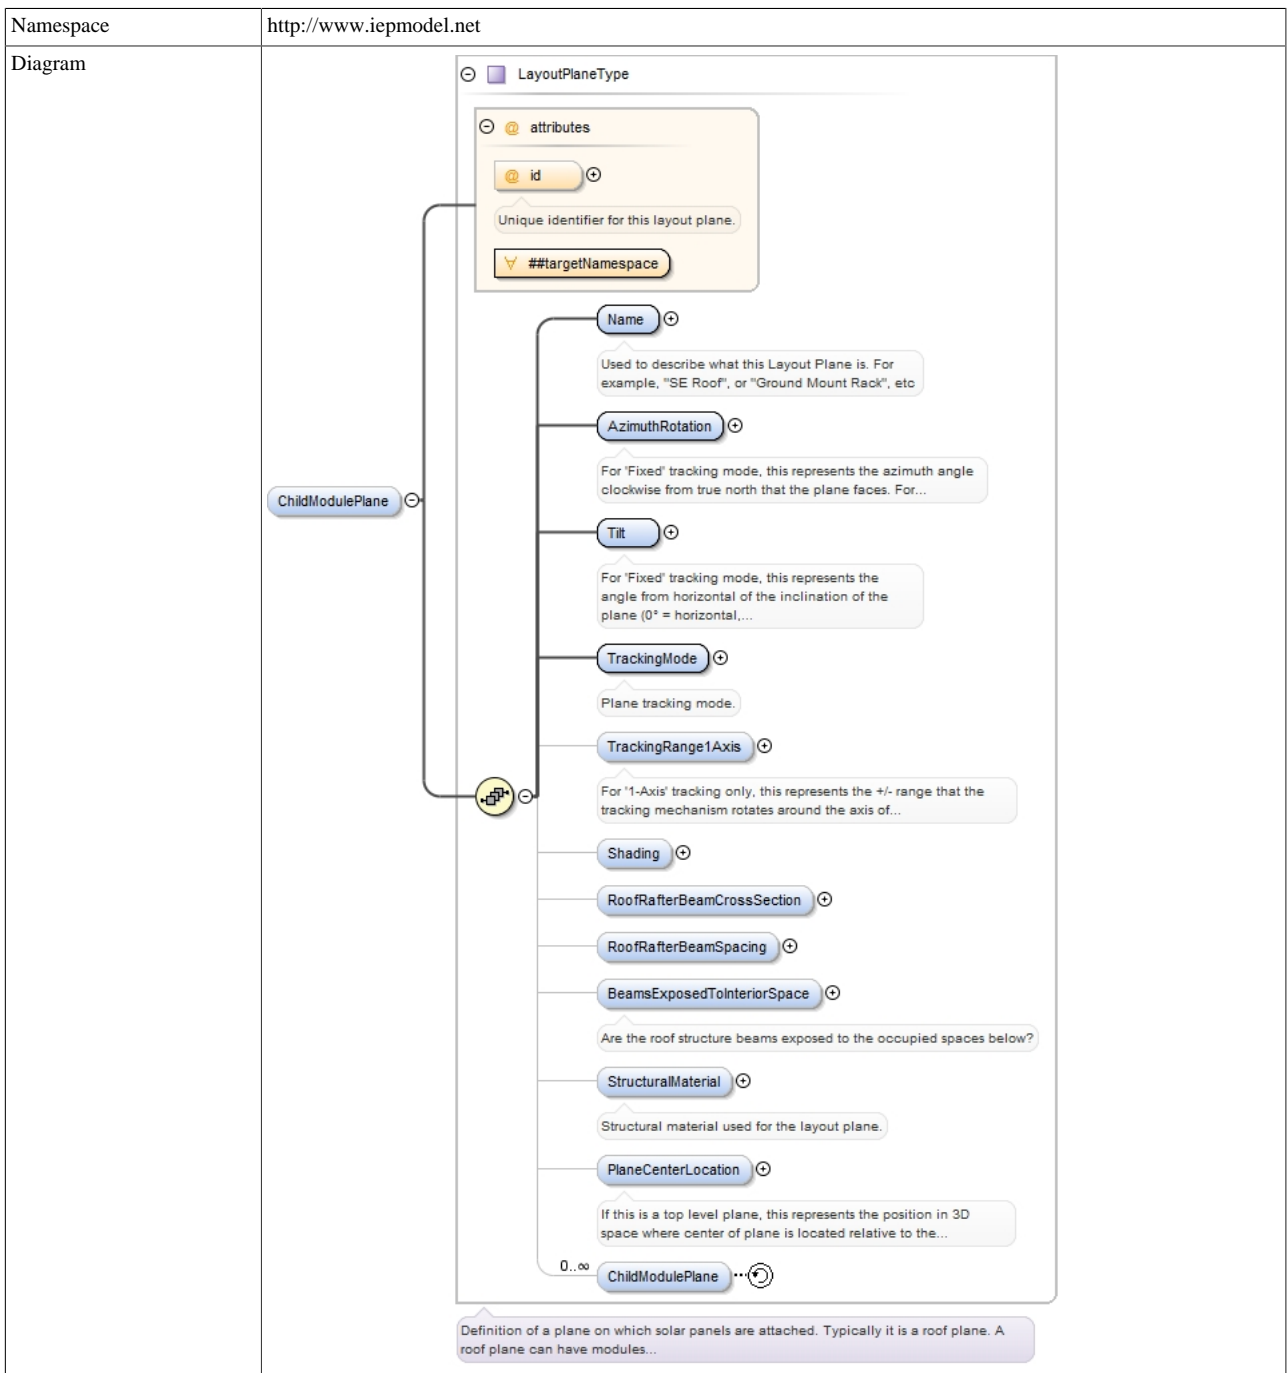 Namespace
http://www.iepmodel.net
Diagram
LayoutPlaneType
@ attributes
@ id
Unique identifier for this layout plane.
∀ ##targetNamespace
Name
Used to describe what this Layout Plane is. For
example, "SE Roof", or "Ground Mount Rack", etc
AzimuthRotation
For 'Fixed' tracking mode, this represents the azimuth angle
clockwise from true north that the plane faces. For...
ChildModulePlane
Tilt
For 'Fixed' tracking mode, this represents the
angle from horizontal of the inclination of the
plane (0° = horizontal,...
TrackingMode
Plane tracking mode.
TrackingRange1Axis
For '1-Axis' tracking only, this represents the +/- range that the
tracking mechanism rotates around the axis of...
Shading
RoofRafterBeamCrossSection
RoofRafterBeamSpacing
BeamsExposedToInteriorSpace
Are the roof structure beams exposed to the occupied spaces below?
StructuralMaterial
Structural material used for the layout plane.
PlaneCenterLocation
If this is a top level plane, this represents the position in 3D
space where center of plane is located relative to the...
0..∞
ChildModulePlane
Definition of a plane on which solar panels are attached. Typically it is a roof plane. A
roof plane can have modules...